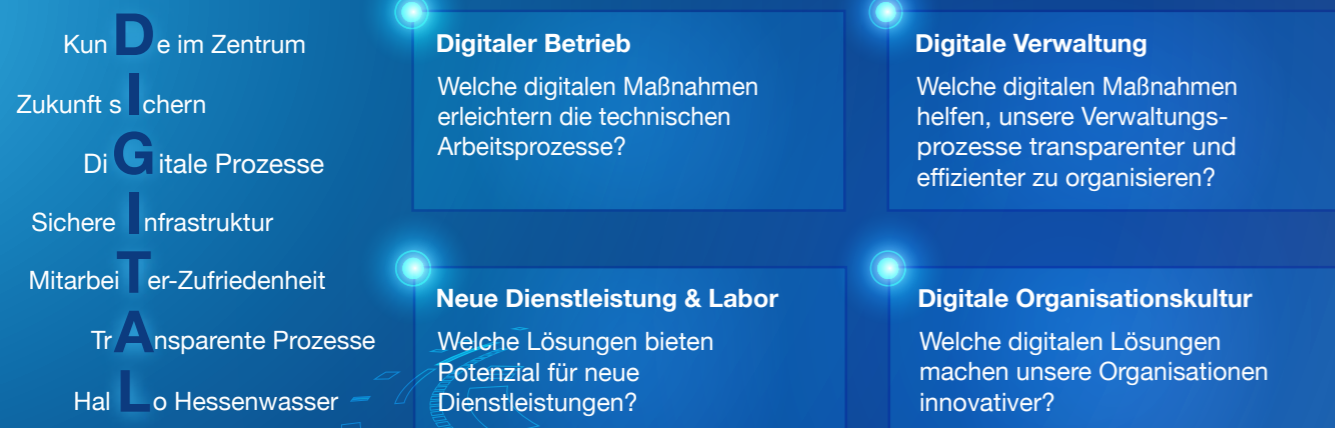 KunDe im Zentrum
Zukunft sIchern
DiGitale Prozesse
Sichere Infrastruktur
MitarbeiTer-Zufriedenheit
TrAnsparente Prozesse
HalLo Hessenwasser
Digitaler Betrieb
Welche digitalen Maßnahmen
erleichtern die technischen
Arbeitsprozesse?
Digitale Verwaltung
Welche digitalen Maßnahmen
helfen, unsere Verwaltungs-
prozesse transparenter und
effizienter zu organisieren?
Neue Dienstleistung & Labor
Welche Lösungen bieten
Potenzial für neue
Dienstleistungen?
Digitale Organisationskultur
Welche digitalen Lösungen
machen unsere Organisationen
innovativer?